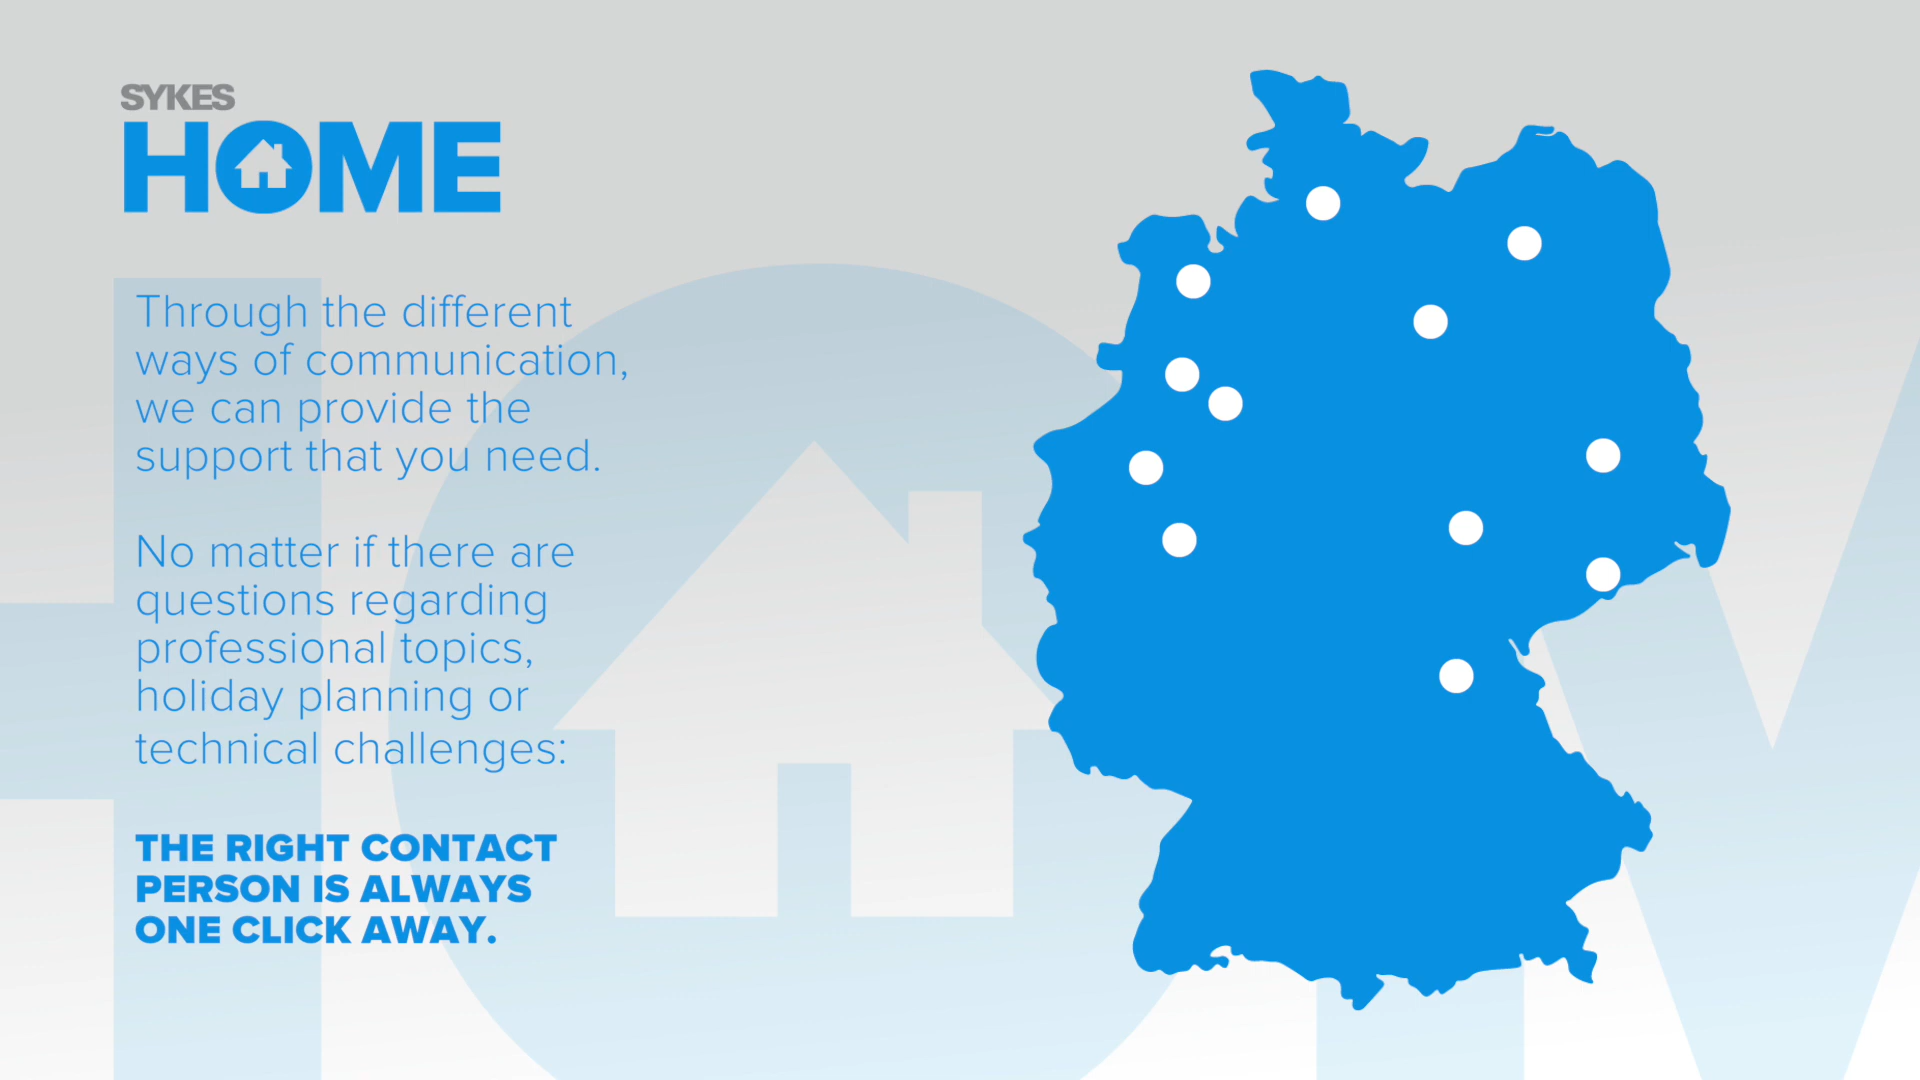 SYKES
HOME
Through the different
ways of communication,
we can provide the
support that you need.
No matter if there are
questions regarding
professional topics,
holiday planning or
technical challenges:
THE RIGHT CONTACT
PERSON IS ALWAYS
ONE CLICK AWAY.